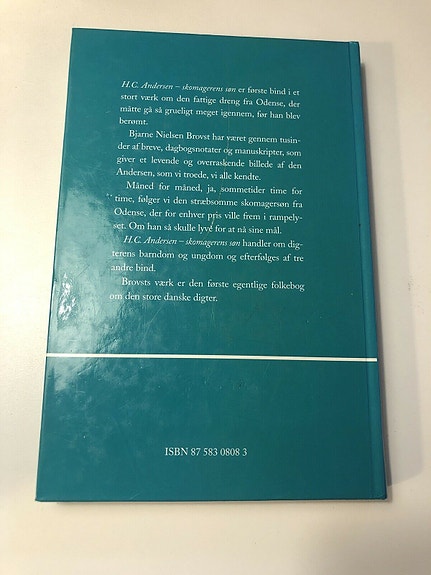 H.C. Andersen – skomagerens søn er første bind i et
stort værk om den fattige dreng fra Odense, der
måtte gå så grueligt meget igennem, før han blev
berømt.
Bjarne Nielsen Brovst har været gennem tusin-
der af breve, dagbogsnotater og manuskripter, som
giver et levende og overraskende billede af den
Andersen, som vi troede, vi alle kendte.
Måned for måned, ja, sommetider time for
time, følger vi den stræbsomme skomagersøn fra
Odense, der for enhver pris ville frem i rampely-
set. Om han så skulle lyve for at nå sine mål.
H.C. Andersen – skomagerens søn handler om dig-
terens barndom og ungdom og efterfølges af tre
andre bind.
Brovsts værk er den første egentlige folkebog
om den store danske digter.
ISBN 87 583 0808 3